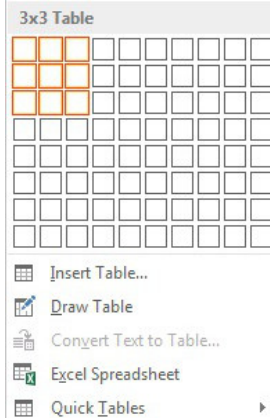 3x3 Table
Insert Table...
Draw Table
Convert Text to Table...
Excel Spreadsheet
Quick Tables